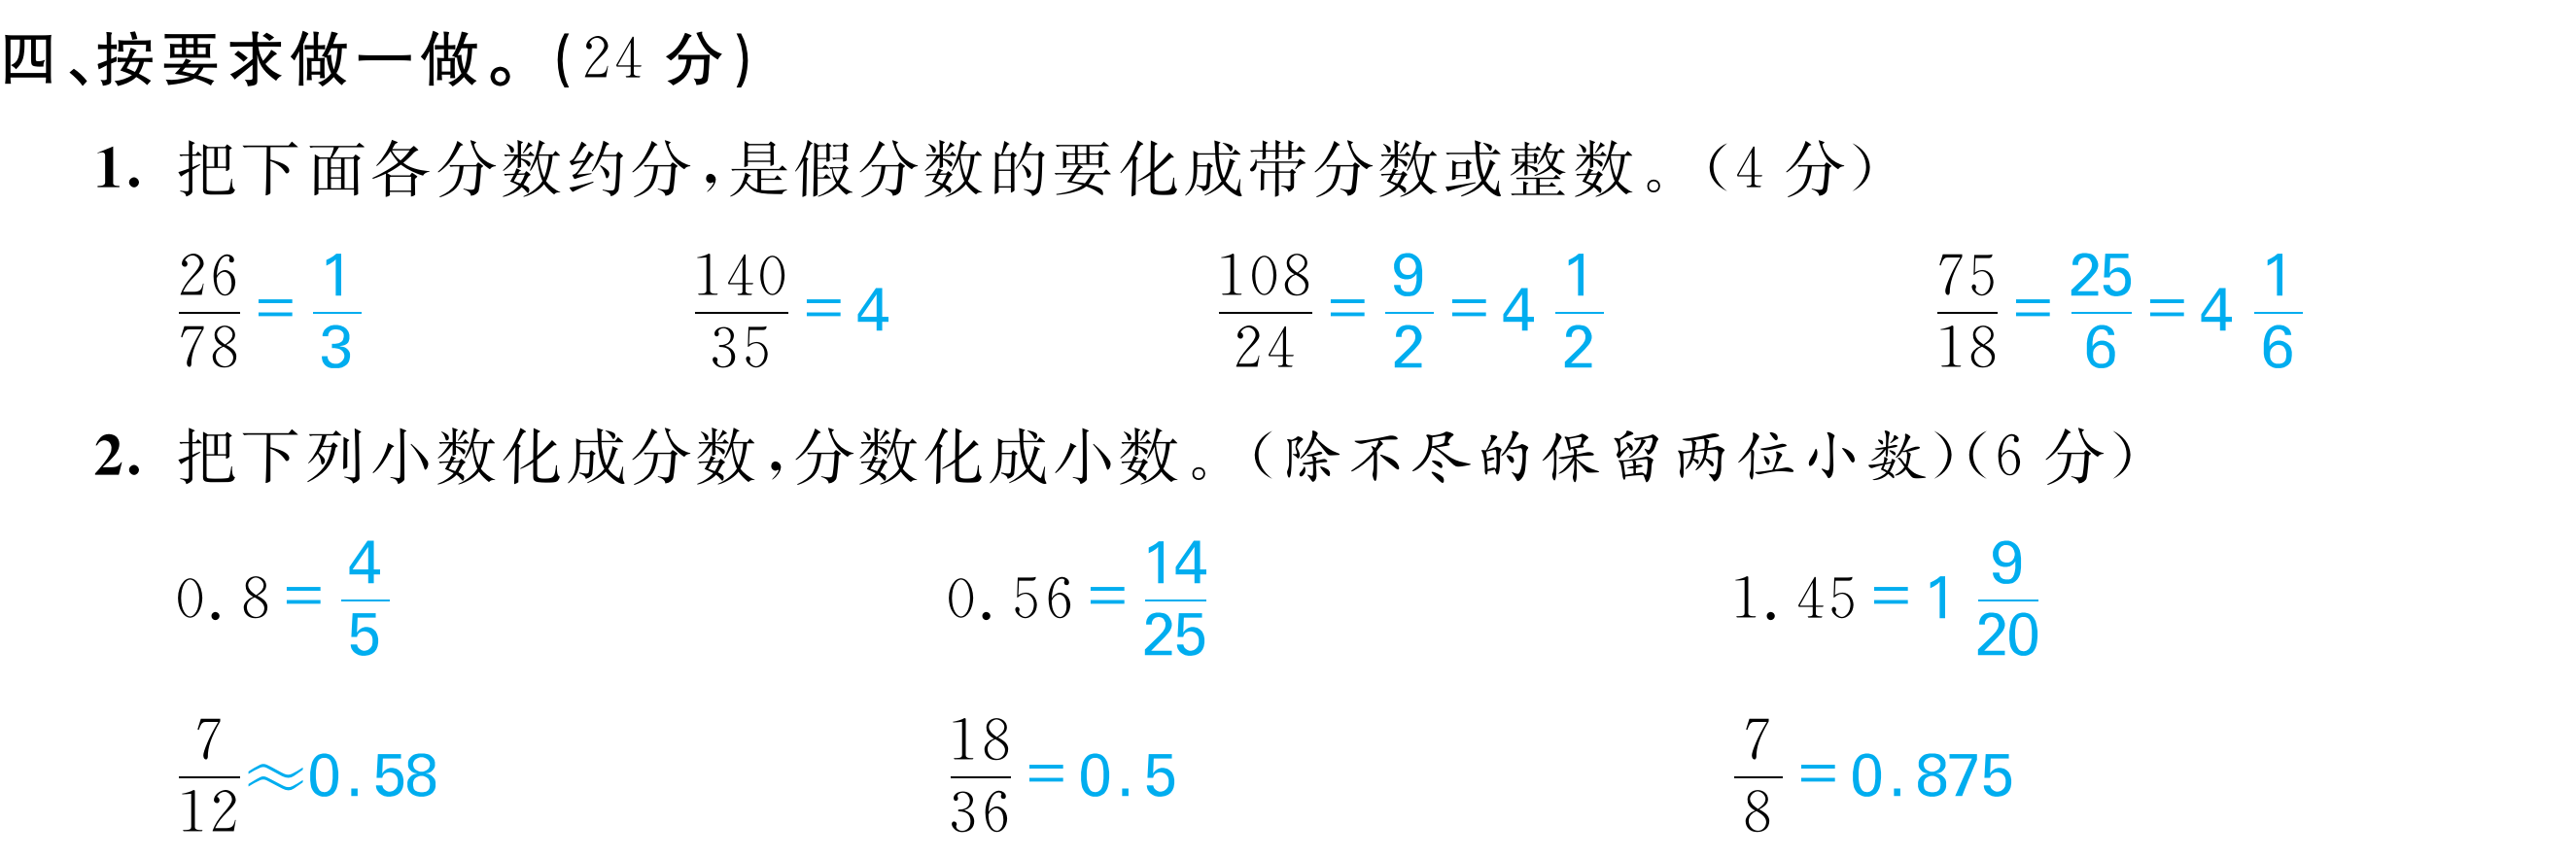 四、按要求做一做。(24 分)
1. 把下面各分数约分,是假分数的要化成带分数或整数。(4 分)
26/78 = 1/3  140/35 = 4  108/24 = 9/2 = 4 1/2  75/18 = 25/6 = 4 1/6
2. 把下列小数化成分数,分数化成小数。(除不尽的保留两位小数)(6 分)
0.8 = 4/5  0.56 = 14/25  1.45 = 1 9/20
7/12 ≈ 0.58  18/36 = 0.5  7/8 = 0.875